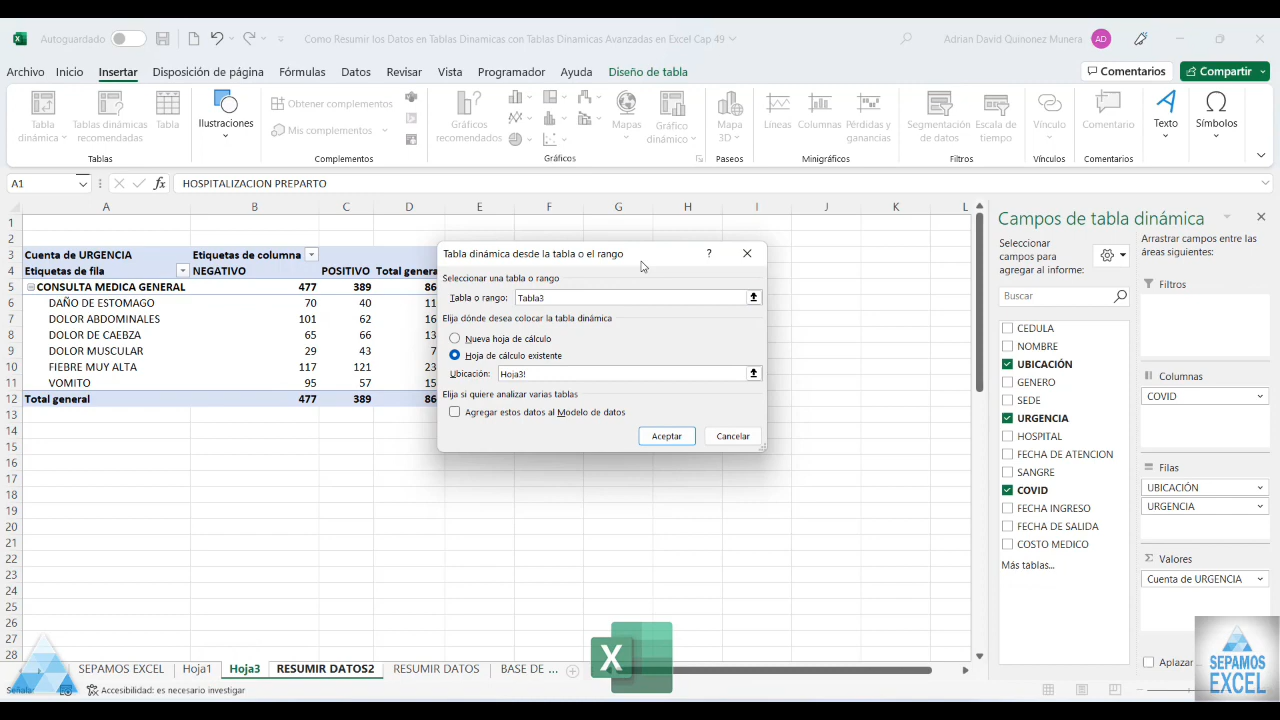 Autoguardado
Como Resumir los Datos en Tablas Dinamicas con Tablas Dinamicas Avanzadas en Excel Cap 49
Adrian David Quinonez Munera
AD
Archivo Inicio Insertar Disposición de página Fórmulas Datos Revisar Vista Programador Ayuda Diseño de tabla
Comentarios
Compartir
Tabla dinámica
Tablas dinámicas recomendadas
Tabla
Ilustraciones
Obtener complementos
Mis complementos
Gráficos recomendados
Mapas
Gráfico dinámico
Mapa 3D
Líneas
Columnas
Pérdidas y ganancias
Segmentación de datos
Escala de tiempo
Vínculo
Comentario
Texto
Símbolos
Tablas Complementos Gráficos Paseos Minigráficos Filtros Vínculos Comentarios
A1
fx
HOSPITALIZACION PREPARTO
A B C D E F G H I J K L
1
2
3 Cuenta de URGENCIA Etiquetas de columna
4 Etiquetas de fila NEGATIVO POSITIVO Total genera
5 CONSULTA MEDICA GENERAL 477 389 86
6 DAÑO DE ESTOMAGO 70 40 11
7 DOLOR ABDOMINALES 101 62 16
8 DOLOR DE CAEBZA 65 66 13
9 DOLOR MUSCULAR 29 43 7
10 FIEBRE MUY ALTA 117 121 23
11 VOMITO 95 57 15
12 Total general 477 389 86
13
14
15
16
17
18
19
20
21
22
23
24
25
26
27
28
Tabla dinámica desde la tabla o el rango
?
Seleccionar una tabla o rango
Tabla o rango: Tabla3
Elija dónde desea colocar la tabla dinámica
Nueva hoja de cálculo
Hoja de cálculo existente
Ubicación: Hoja3!
Elija si quiere analizar varias tablas
Agregar estos datos al Modelo de datos
Aceptar Cancelar
Campos de tabla dinámica
Seleccionar campos para agregar al informe:
Buscar
CEDULA
NOMBRE
UBICACIÓN
GENERO
SEDE
URGENCIA
HOSPITAL
FECHA DE ATENCION
SANGRE
COVID
FECHA INGRESO
FECHA DE SALIDA
COSTO MEDICO
Más tablas...
Arrastrar campos entre las áreas siguientes:
Filtros
Columnas
COVID
Filas
UBICACIÓN
URGENCIA
Σ Valores
Cuenta de URGENCIA
Aplazar
SEPAMOS EXCEL Hoja1 Hoja3 RESUMIR DATOS2 RESUMIR DATOS BASE DE ...
X
Señala
Accesibilidad: es necesario investigar
SEPAMOS
EXCEL